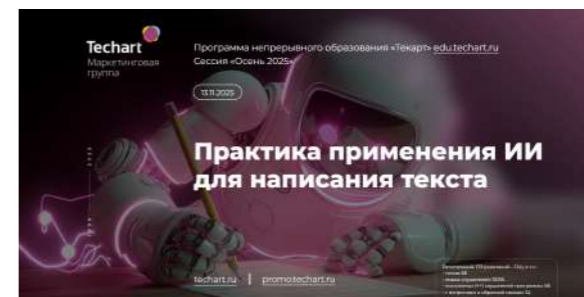 Techart
Маркетинговая
группа
Программа непрерывного образования «Текарт» edu.techart.ru
Сессия «Осень 2025»
13.11.2025
Практика применения ИИ
для написания текста
techart.ru | promo.techart.ru